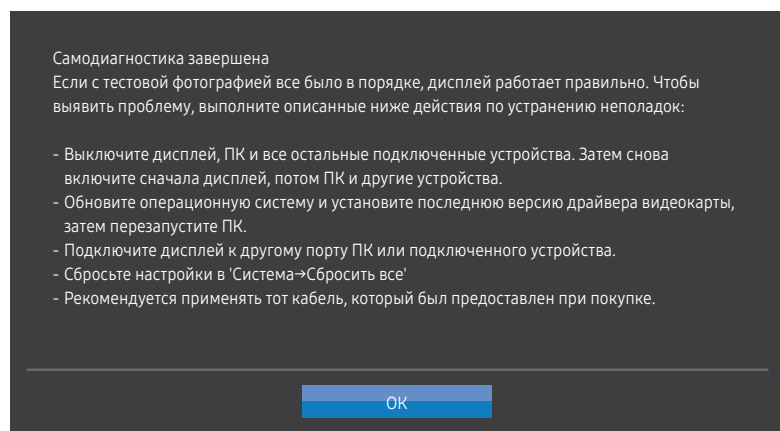 Самодиагностика завершена
Если с тестовой фотографией все было в порядке, дисплей работает правильно. Чтобы
выявить проблему, выполните описанные ниже действия по устранению неполадок:
- Выключите дисплей, ПК и все остальные подключенные устройства. Затем снова
включите сначала дисплей, потом ПК и другие устройства.
- Обновите операционную систему и установите последнюю версию драйвера видеокарты,
затем перезапустите ПК.
- Подключите дисплей к другому порту ПК или подключенного устройства.
- Сбросьте настройки в 'Система→Сбросить все'
- Рекомендуется применять тот кабель, который был предоставлен при покупке.
ОК